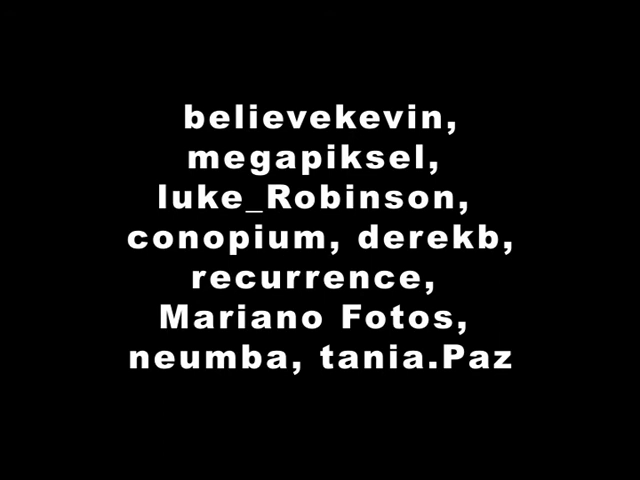 believekevin,
megapiksel,
luke_Robinson,
conopium, derekb,
recurrence,
Mariano Fotos,
neumba, tania.Paz